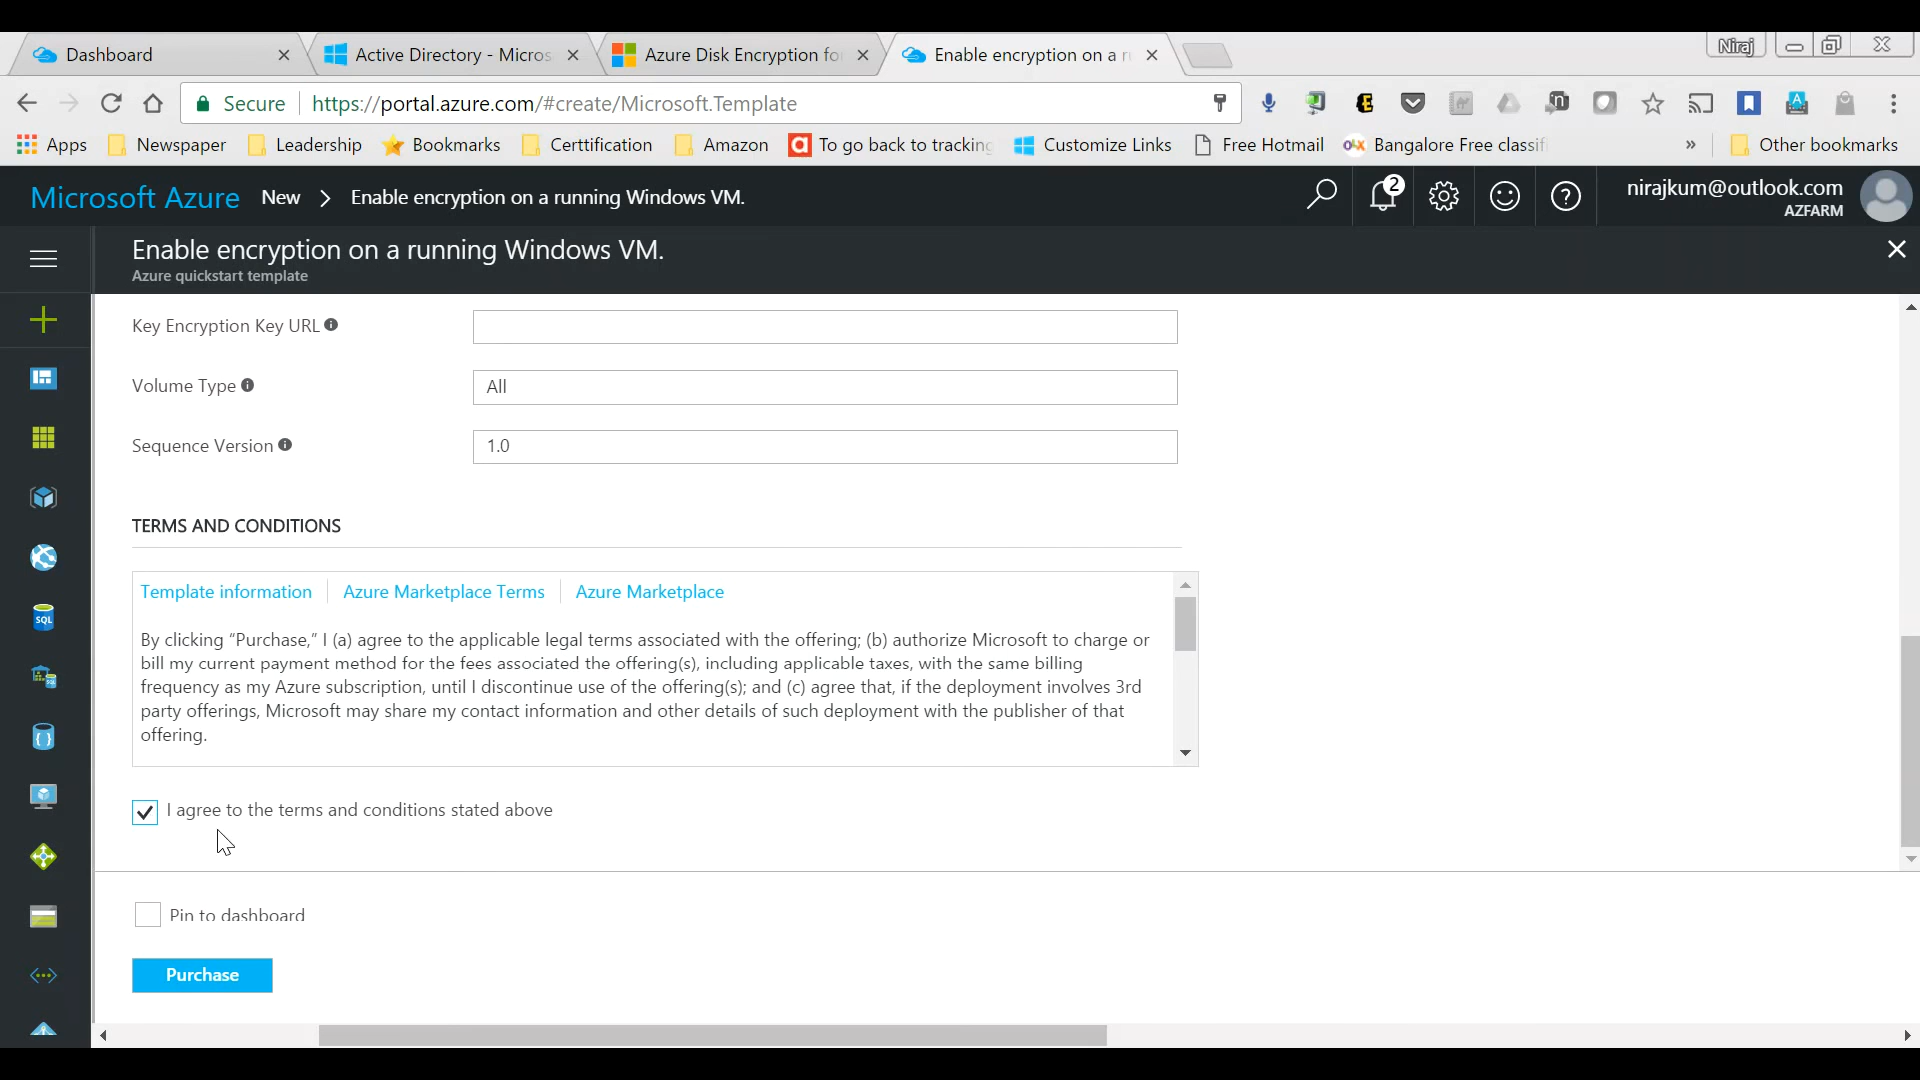 Dashboard
Active Directory - Micros
Azure Disk Encryption fo
Enable encryption on a r
Niraj
Secure
https://portal.azure.com/#create/Microsoft.Template
Apps
Newspaper
Leadership
Bookmarks
Certtification
Amazon
To go back to tracking
Customize Links
Free Hotmail
Bangalore Free classifi
»
Other bookmarks
Microsoft Azure
New
Enable encryption on a running Windows VM.
2
nirajkum@outlook.com
AZFARM
Enable encryption on a running Windows VM.
Azure quickstart template
Key Encryption Key URL
Volume Type
All
Sequence Version
1.0
TERMS AND CONDITIONS
Template information
Azure Marketplace Terms
Azure Marketplace
By clicking “Purchase,” I (a) agree to the applicable legal terms associated with the offering; (b) authorize Microsoft to charge or
bill my current payment method for the fees associated the offering(s), including applicable taxes, with the same billing
frequency as my Azure subscription, until I discontinue use of the offering(s); and (c) agree that, if the deployment involves 3rd
party offerings, Microsoft may share my contact information and other details of such deployment with the publisher of that
offering.
I agree to the terms and conditions stated above
Pin to dashboard
Purchase
SQL